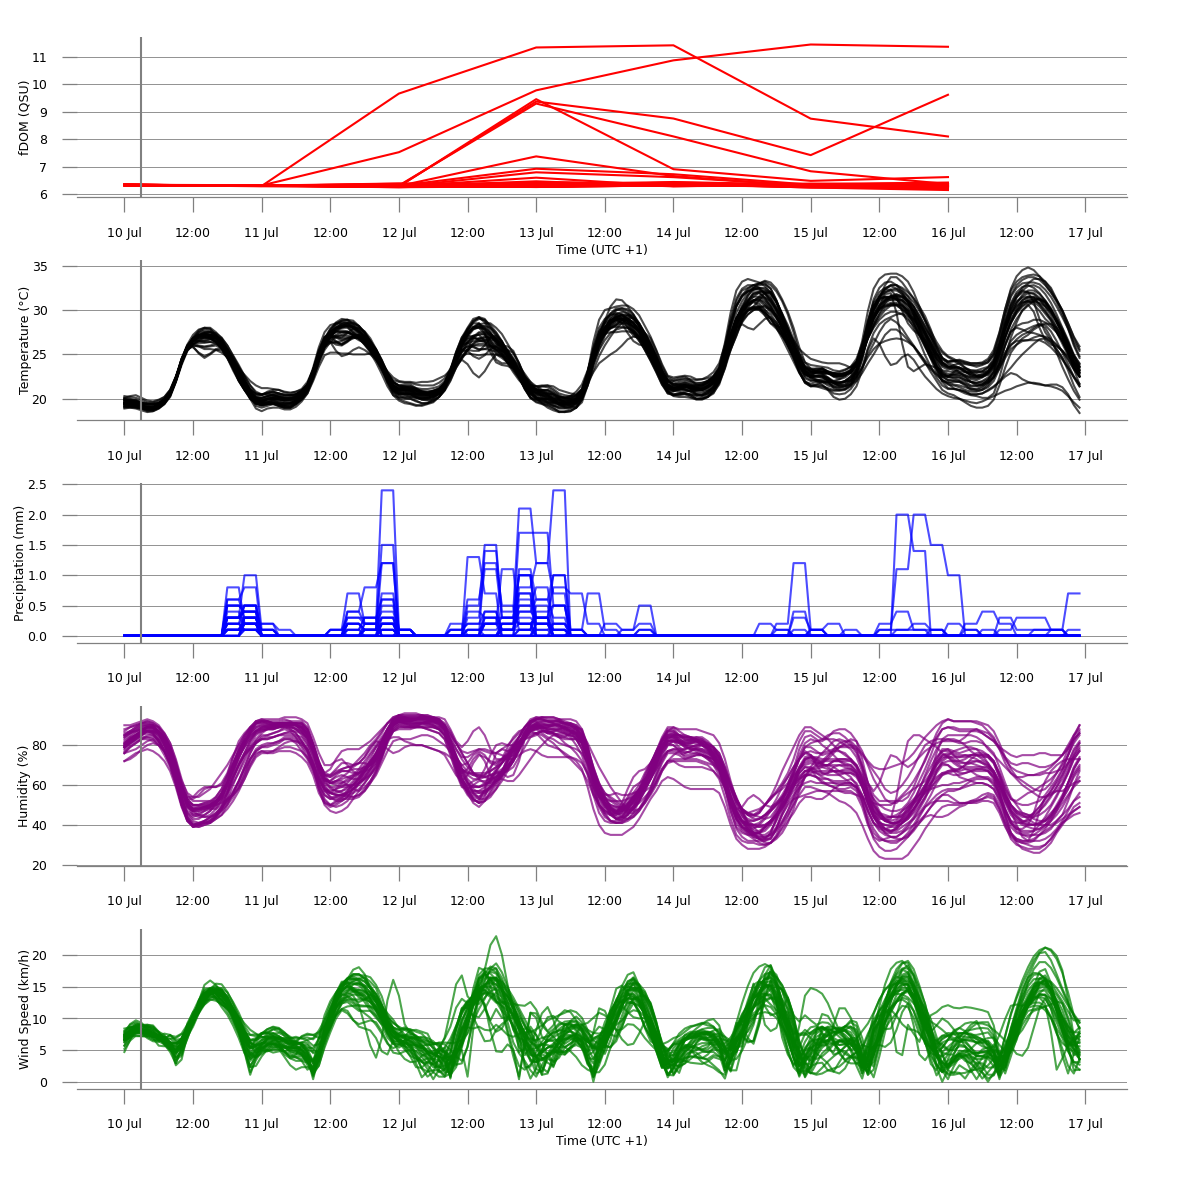 fDOM (QSU)
11
10
9
8
7
6
10 Jul 12:00 11 Jul 12:00 12 Jul 12:00 13 Jul 12:00 14 Jul 12:00 15 Jul 12:00 16 Jul 12:00 17 Jul
Time (UTC +1)
Temperature (°C)
35
30
25
20
10 Jul 12:00 11 Jul 12:00 12 Jul 12:00 13 Jul 12:00 14 Jul 12:00 15 Jul 12:00 16 Jul 12:00 17 Jul
Precipitation (mm)
2.5
2.0
1.5
1.0
0.5
0.0
10 Jul 12:00 11 Jul 12:00 12 Jul 12:00 13 Jul 12:00 14 Jul 12:00 15 Jul 12:00 16 Jul 12:00 17 Jul
Humidity (%)
80
60
40
20
10 Jul 12:00 11 Jul 12:00 12 Jul 12:00 13 Jul 12:00 14 Jul 12:00 15 Jul 12:00 16 Jul 12:00 17 Jul
Wind Speed (km/h)
20
15
10
5
0
10 Jul 12:00 11 Jul 12:00 12 Jul 12:00 13 Jul 12:00 14 Jul 12:00 15 Jul 12:00 16 Jul 12:00 17 Jul
Time (UTC +1)